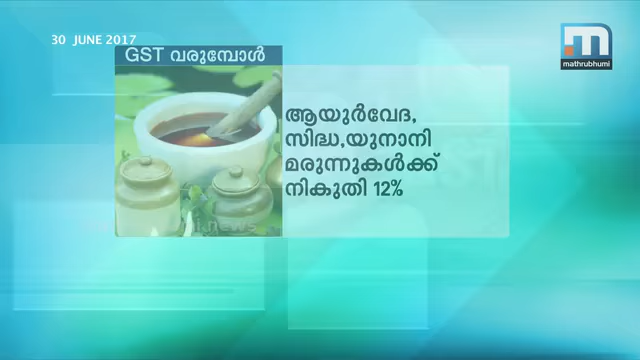 30 JUNE 2017
mathrubhumi
GST വരുമ്പോൾ
ആയുർവേദ,
സിദ്ധ,യുനാനി
മരുന്നുകൾക്ക്
നികുതി 12%